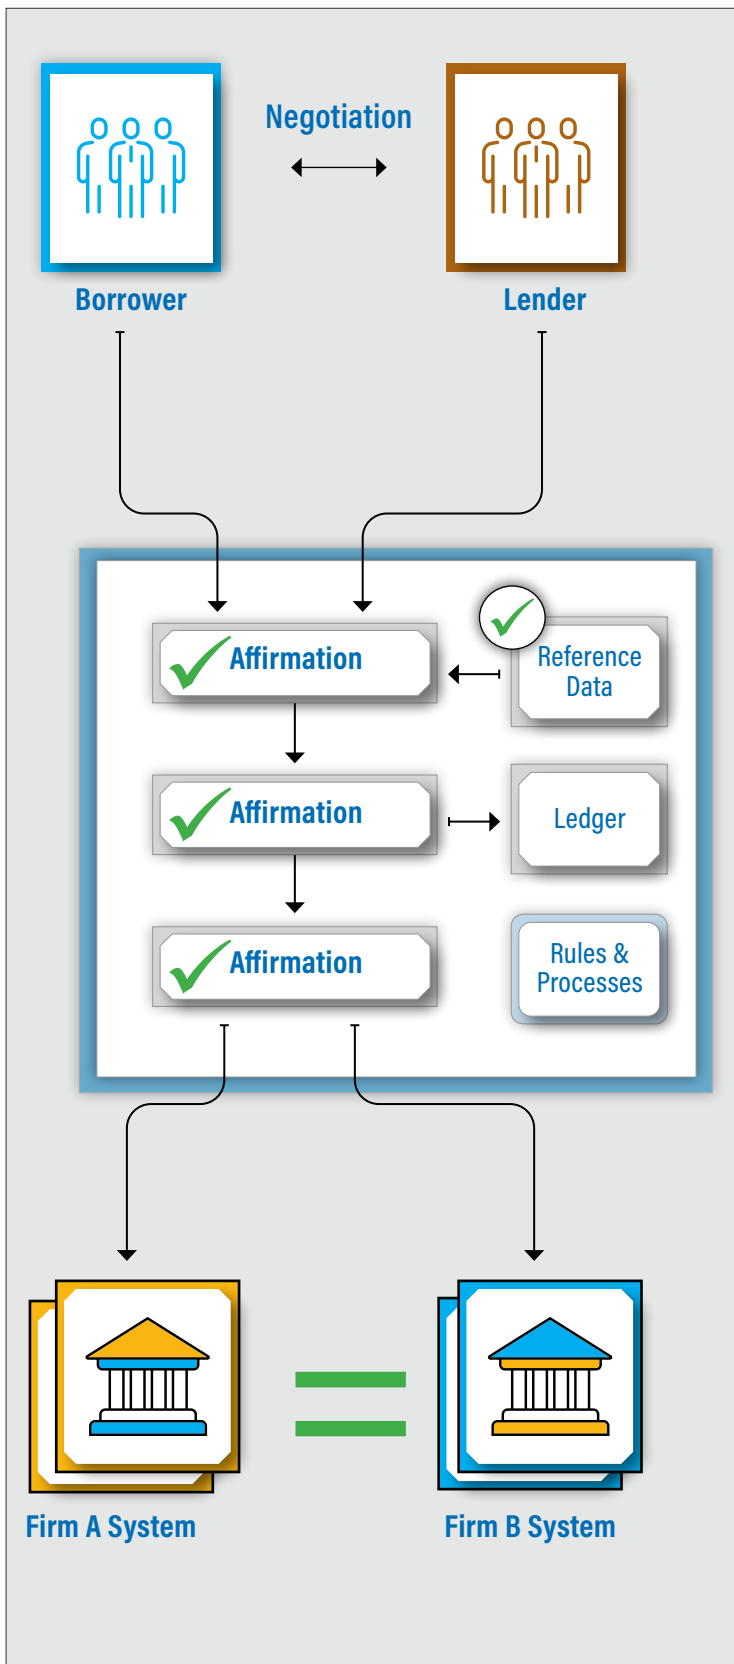 Negotiation
Borrower
Lender
Affirmation
Reference
Data
Affirmation
Ledger
Affirmation
Rules &
Processes
Firm A System
Firm B System